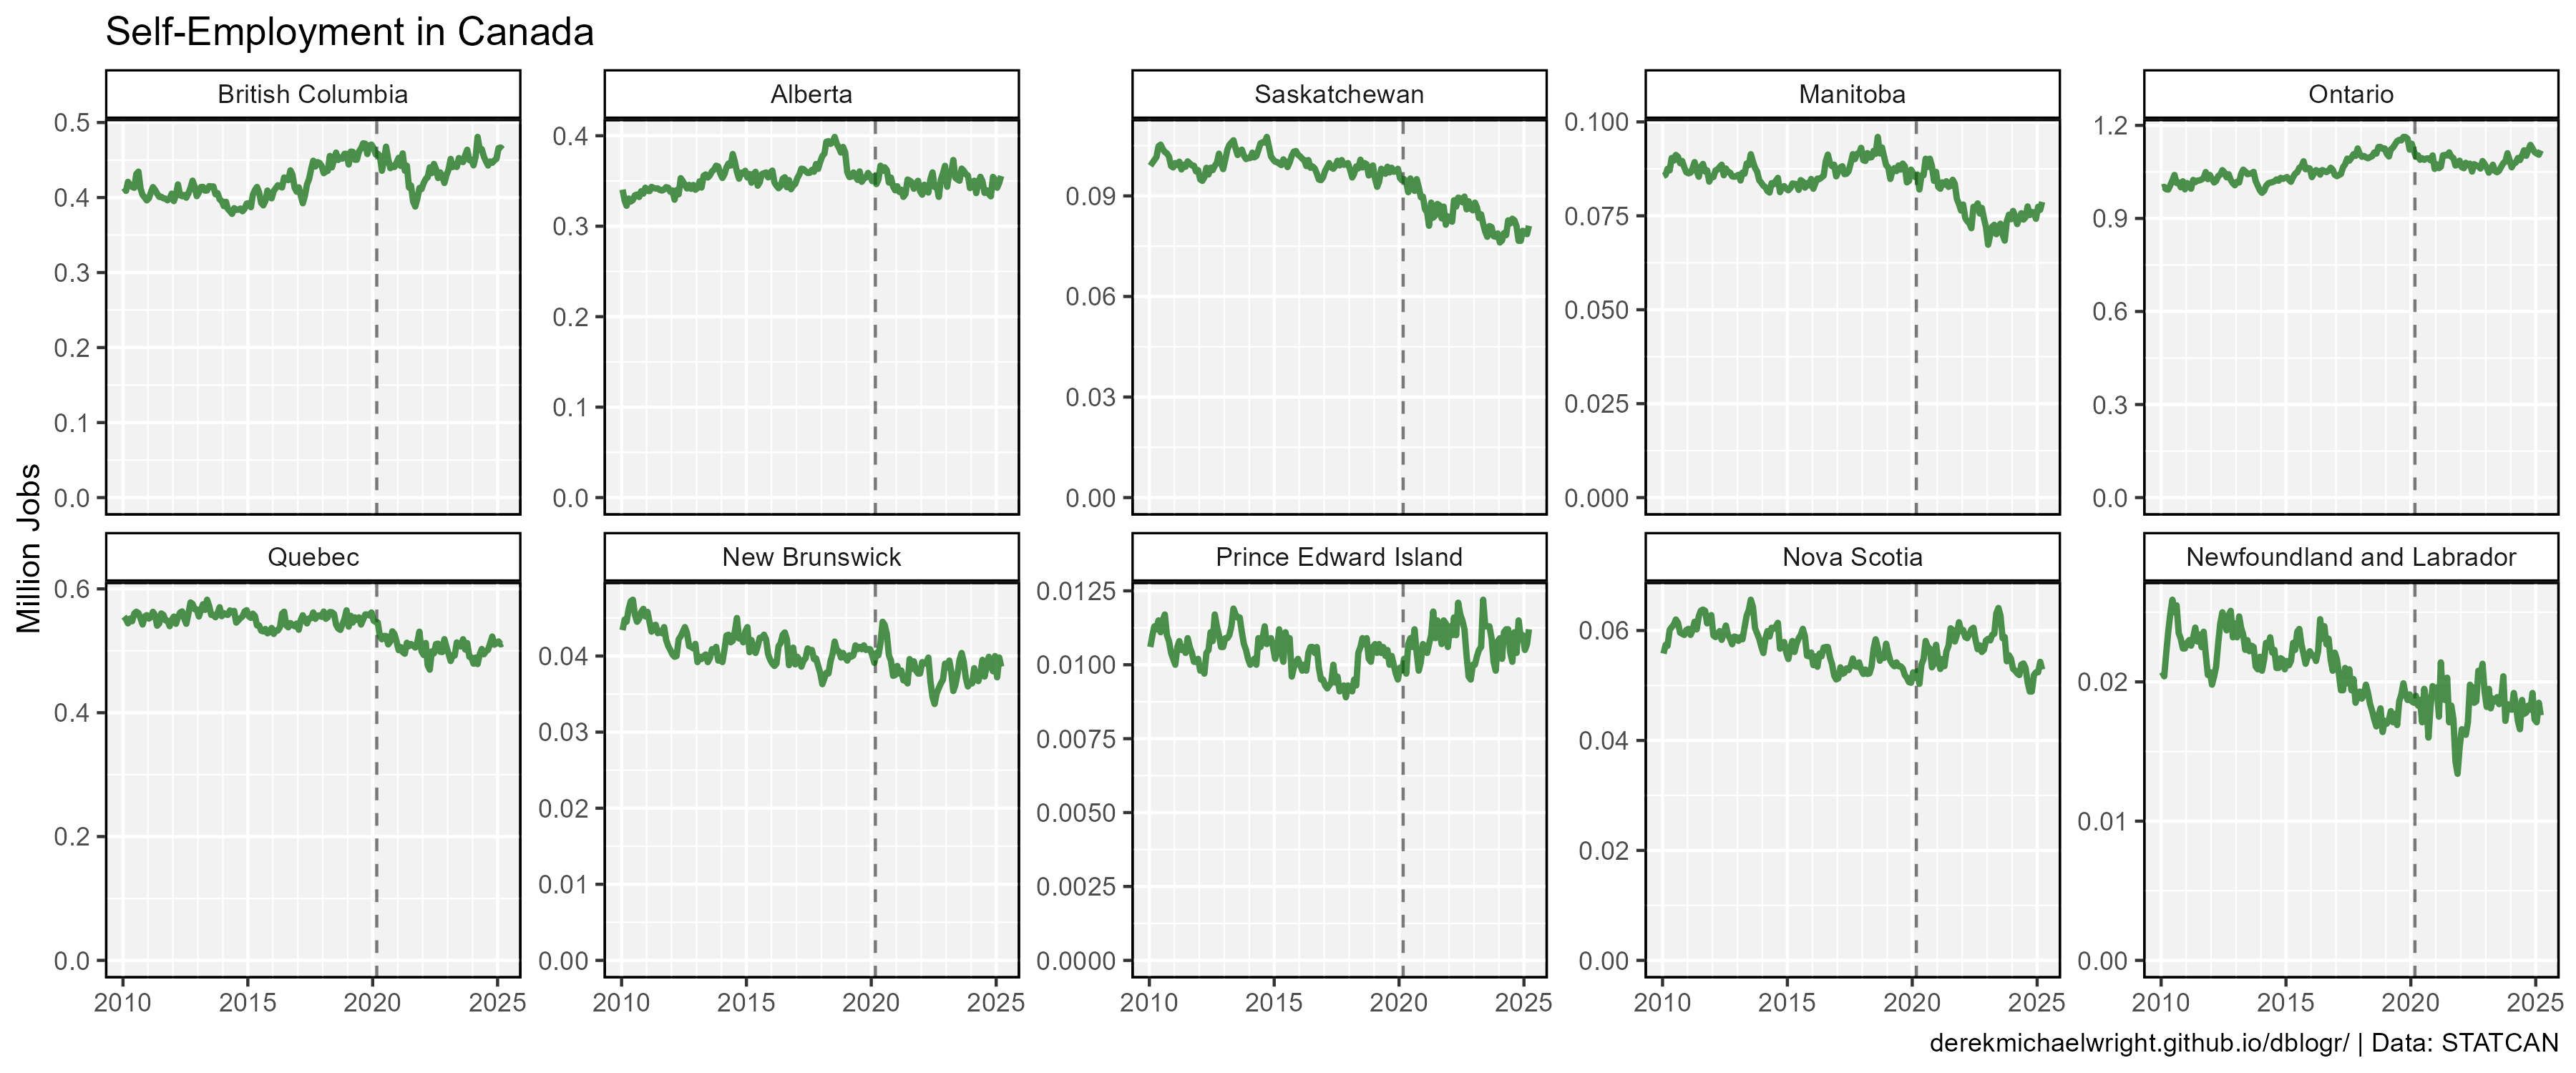 Self-Employment in Canada
British Columbia
Alberta
Saskatchewan
Manitoba
Ontario
0.5
0.4
0.3
0.2
0.1
0.0
0.4
0.3
0.2
0.1
0.0
0.09
0.06
0.03
0.00
0.100
0.075
0.050
0.025
0.000
1.2
0.9
0.6
0.3
0.0
Million Jobs
Quebec
New Brunswick
Prince Edward Island
Nova Scotia
Newfoundland and Labrador
0.6
0.4
0.2
0.0
0.04
0.03
0.02
0.01
0.00
0.0125
0.0100
0.0075
0.0050
0.0025
0.0000
0.06
0.04
0.02
0.00
0.02
0.01
0.00
2010 2015 2020 2025
2010 2015 2020 2025
2010 2015 2020 2025
2010 2015 2020 2025
2010 2015 2020 2025
derekmichaelwright.github.io/dblogr/ | Data: STATCAN